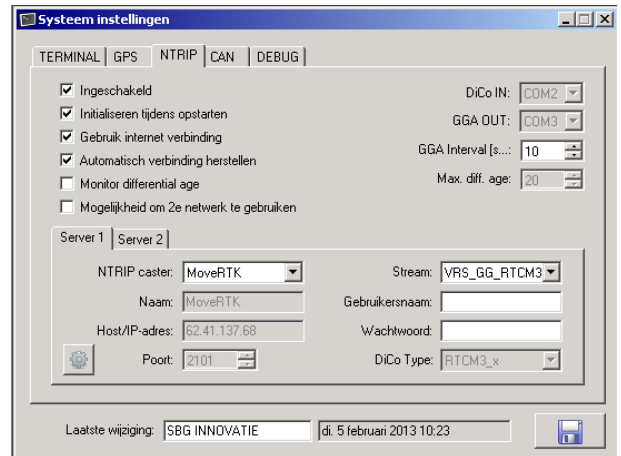 Systeem instellingen
TERMINAL GPS NTRIP CAN DEBUG
Ingeschakeld
DiCo IN: COM2
Initialiseren tijdens opstarten
GGA OUT: COM3
Gebruik internet verbinding
GGA Interval [s...: 10
Automatisch verbinding herstellen
Max. diff. age: 20
Monitor differential age
Mogelijkheid om 2e netwerk te gebruiken
Server 1 Server 2
NTRIP caster: MoveRTK
Stream: VRS_GG_RTCM3
Naam: MoveRTK
Gebruikersnaam:
Host/IP-adres: 62.41.137.68
Wachtwoord:
Poort: 2101
DiCo Type: RTCM3_x
Laatste wijziging: SBG INNOVATIE di. 5 februari 2013 10:23